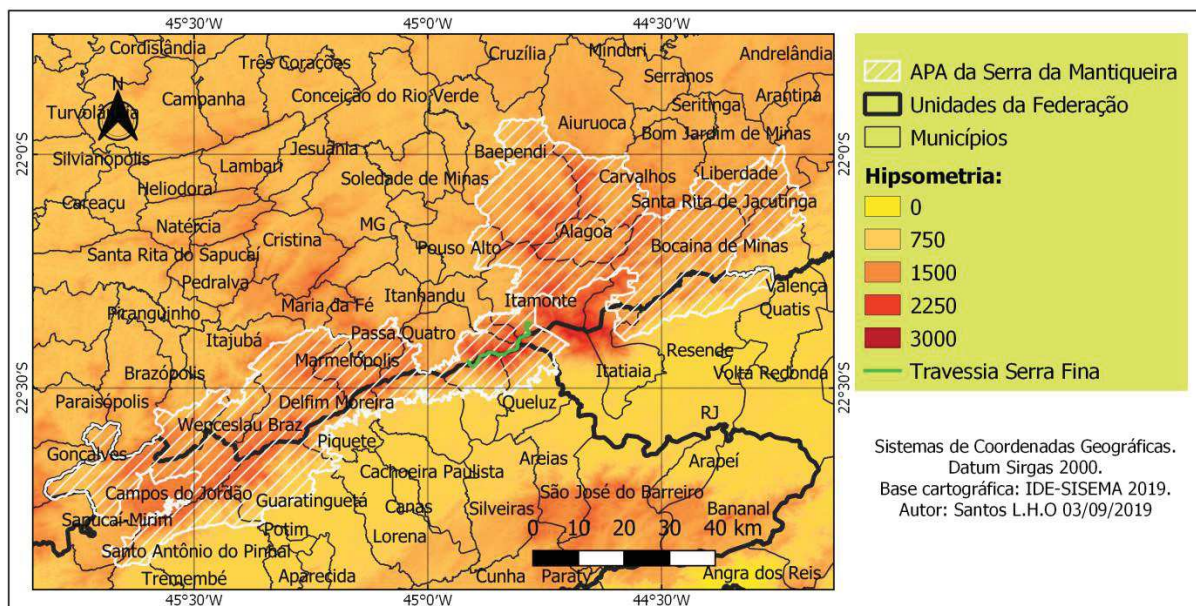 45°30'W 45°0'W 44°30'W
Cordislândia
Cruzília
Minduri
Andrelândia
Três Corações
Serranos
N
Campanha
Conceição do Rio Verde
Seritinga
Arantina
Turvolândia
Aiuruoca
Bom Jardim de Minas
22°0'S
Silvianópolis
Jesuânia
Baependi
22°0'S
Lambari
Soledade de Minas
Carvalhos
Liberdade
Heliodora
Careaçu
Santa Rita de Jacutinga
Natércia
MG
Alagoa
Cristina
Pouso Alto
Bocaina de Minas
Santa Rita do Sapucaí
Pedralva
Valença
Maria da Fé
Itanhandu
Itamonte
Quatis
Piranguinho
Itajubá
Passa Quatro
Marmelópolis
Resende
Brazópolis
Itatiaia
Volta Redonda
22°30'S
Paraisópolis
Delfim Moreira
Queluz
22°30'S
Wenceslau Braz
RJ
Piquete
Gonçalves
Cachoeira Paulista
Areias
Arapeí
Campos do Jordão
Guaratinguetá
São José do Barreiro
Sapucaí-Mirim
Canas
Silveiras
Bananal
Potim
Lorena
0 10 20 30 40 km
Santo Antônio do Pinhal
Tremembé
Aparecida
Cunha
Paraty
Angra dos Reis
45°30'W 45°0'W 44°30'W
APA da Serra da Mantiqueira
Unidades da Federação
Municípios
Hipsometria:
0
750
1500
2250
3000
Travessia Serra Fina
Sistemas de Coordenadas Geográficas.
Datum Sirgas 2000.
Base cartográfica: IDE-SISEMA 2019.
Autor: Santos L.H.O 03/09/2019